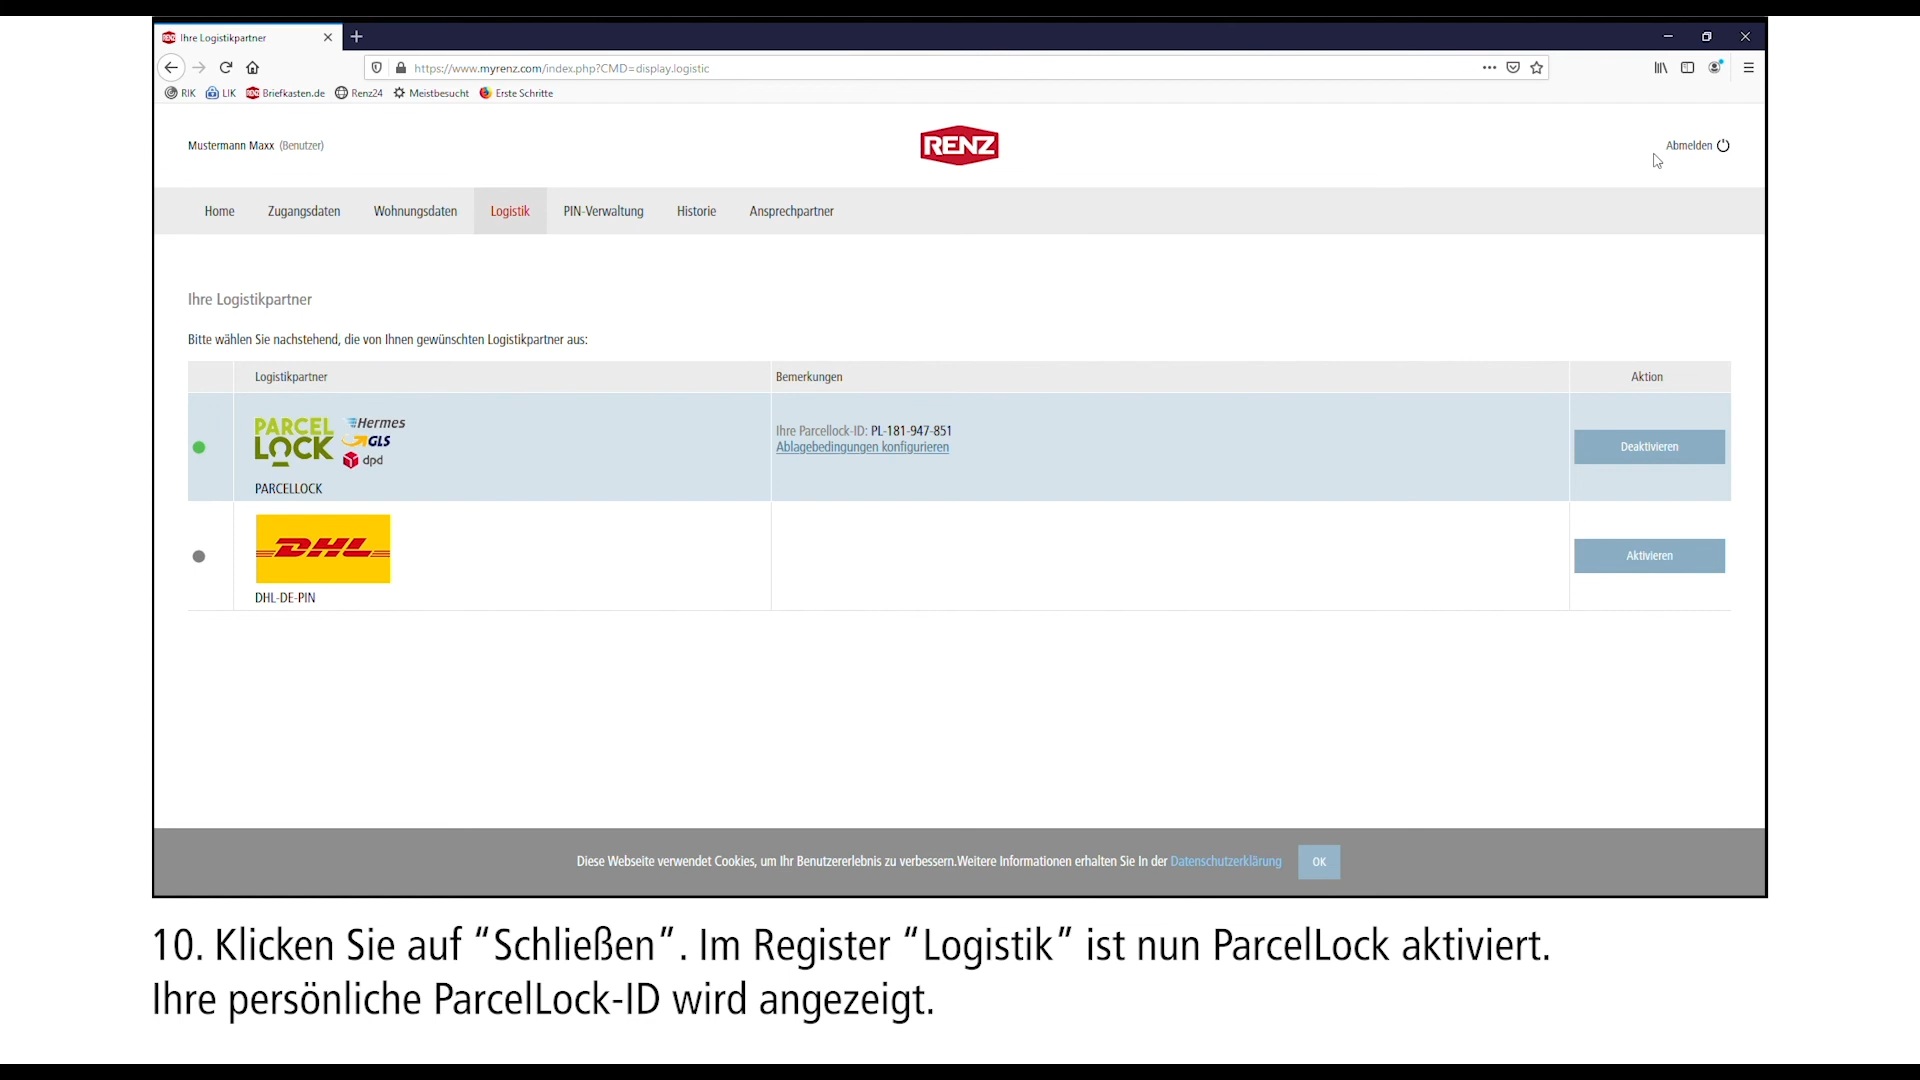 Ihre Logistikpartner
https://www.myrenz.com/index.php?CMD=display.logistic
RIK LIK Briefkasten.de Renz24 Meistbesucht Erste Schritte
Mustermann Maxx (Benutzer)
RENZ
Abmelden
Home Zugangsdaten Wohnungsdaten Logistik PIN-Verwaltung Historie Ansprechpartner
Ihre Logistikpartner
Bitte wählen Sie nachstehend, die von Ihnen gewünschten Logistikpartner aus:
Logistikpartner Bemerkungen Aktion
PARCEL LOCK
Hermes
GLS
dpd
PARCELLOCK
Ihre Parcellock-ID: PL-181-947-851
Ablagebedingungen konfigurieren
Deaktivieren
DHL
DHL-DE-PIN
Aktivieren
Diese Webseite verwendet Cookies, um Ihr Benutzererlebnis zu verbessern.Weitere Informationen erhalten Sie In der Datenschutzerklärung OK
10. Klicken Sie auf “Schließen”. Im Register “Logistik” ist nun ParcelLock aktiviert.
Ihre persönliche ParcelLock-ID wird angezeigt.